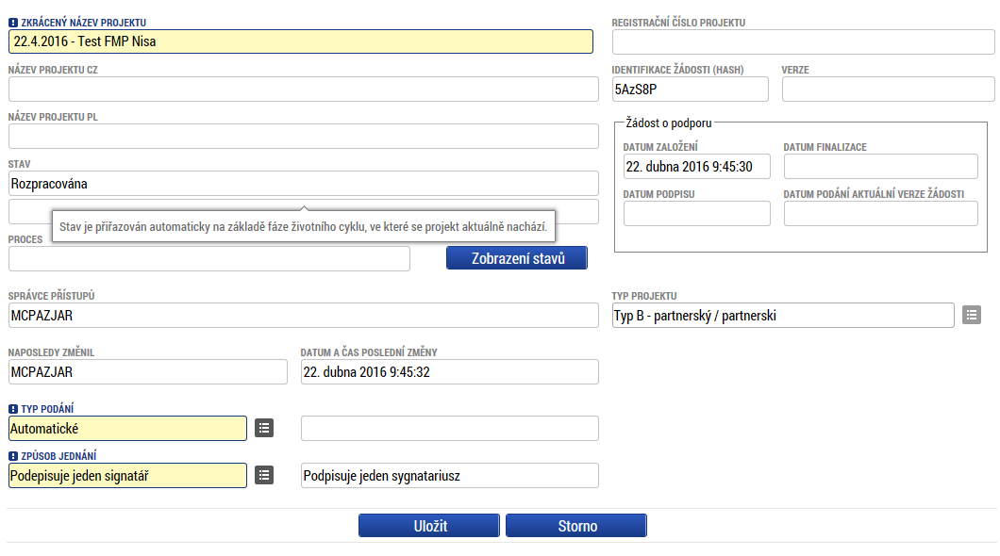 ZKRÁCENÝ NÁZEV PROJEKTU
22.4.2016 - Test FMP Nisa
REGISTRAČNÍ ČÍSLO PROJEKTU
NÁZEV PROJEKTU CZ
IDENTIFIKACE ŽÁDOSTI (HASH)
5AzS8P
VERZE
NÁZEV PROJEKTU PL
Žádost o podporu
DATUM ZALOŽENÍ
22. dubna 2016 9:45:30
DATUM FINALIZACE
DATUM PODPISU
DATUM PODÁNÍ AKTUÁLNÍ VERZE ŽÁDOSTI
STAV
Rozpracována
Stav je přiřazován automaticky na základě fáze životního cyklu, ve které se projekt aktuálně nachází.
PROCES
Zobrazení stavů
SPRÁVCE PŘÍSTUPŮ
MCPAZJAR
TYP PROJEKTU
Typ B - partnerský / partnerski
NAPOSLEDY ZMĚNIL
MCPAZJAR
DATUM A ČAS POSLEDNÍ ZMĚNY
22. dubna 2016 9:45:32
TYP PODÁNÍ
Automatické
ZPŮSOB JEDNÁNÍ
Podepisuje jeden signatář
Podpisuje jeden sygnatariusz
Uložit
Storno